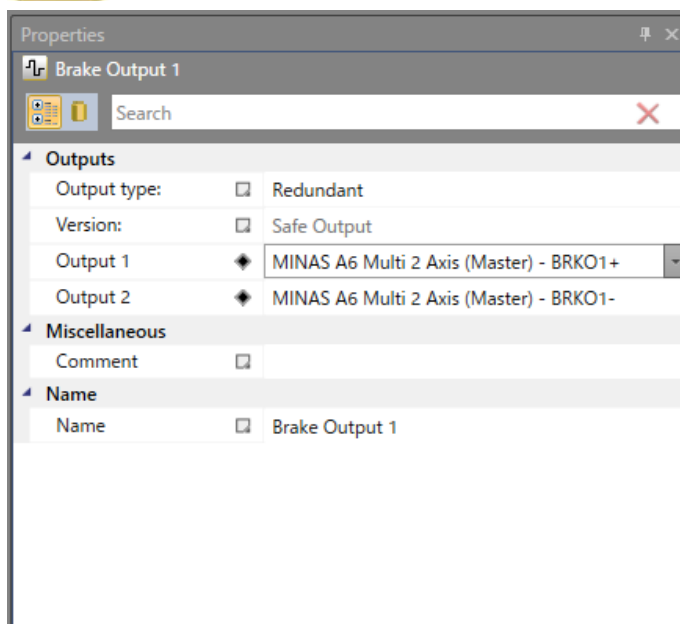 Properties
Brake Output 1
Search
Outputs
Output type: Redundant
Version: Safe Output
Output 1 MINAS A6 Multi 2 Axis (Master) - BRKO1+
Output 2 MINAS A6 Multi 2 Axis (Master) - BRKO1-
Miscellaneous
Comment
Name
Name Brake Output 1